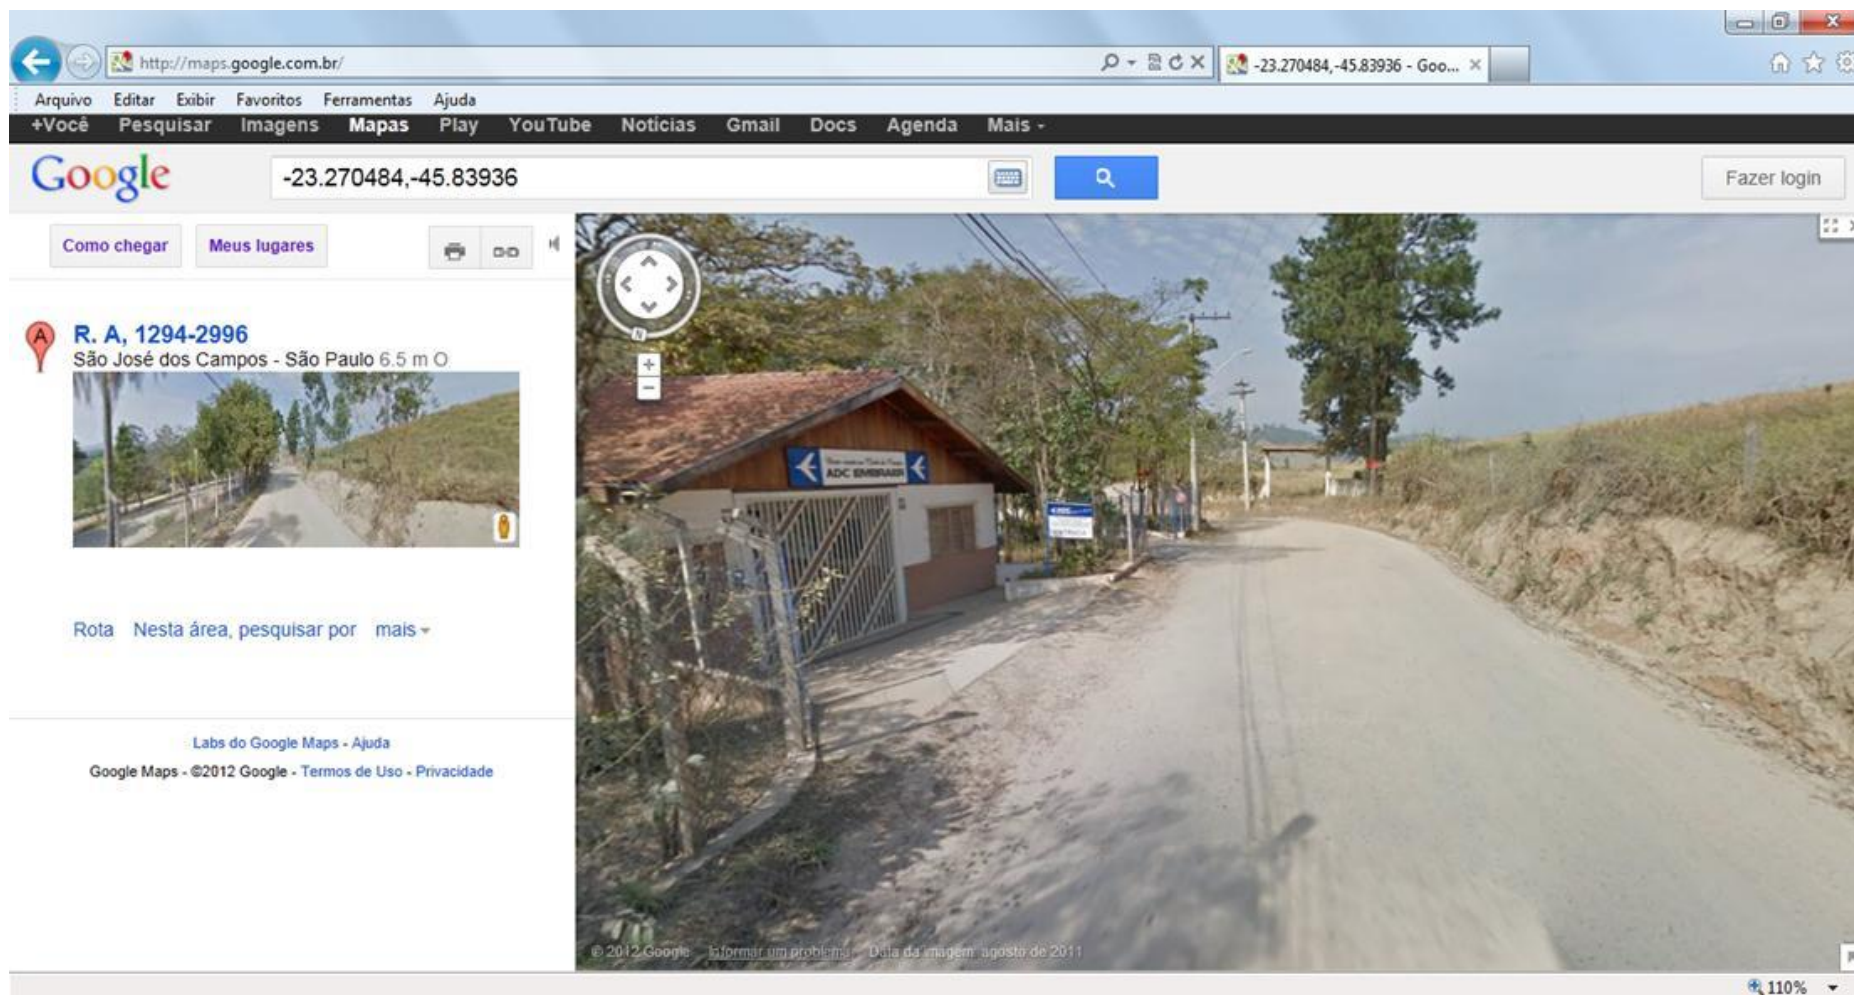 http://maps.google.com.br/
-23.270484,-45.83936 - Goo...
Arquivo Editar Exibir Favoritos Ferramentas Ajuda
+Você Pesquisar Imagens Mapas Play YouTube Notícias Gmail Docs Agenda Mais
Google
-23.270484,-45.83936
Fazer login
Como chegar
Meus lugares
A
R. A, 1294-2996
São José dos Campos - São Paulo 6.5 m O
Rota Nesta área, pesquisar por mais
Labs do Google Maps - Ajuda
Google Maps - ©2012 Google - Termos de Uso - Privacidade
N
+
−
ADC EMBRAER
© 2012 Google Informar um problema Data da imagem: agosto de 2011
110%